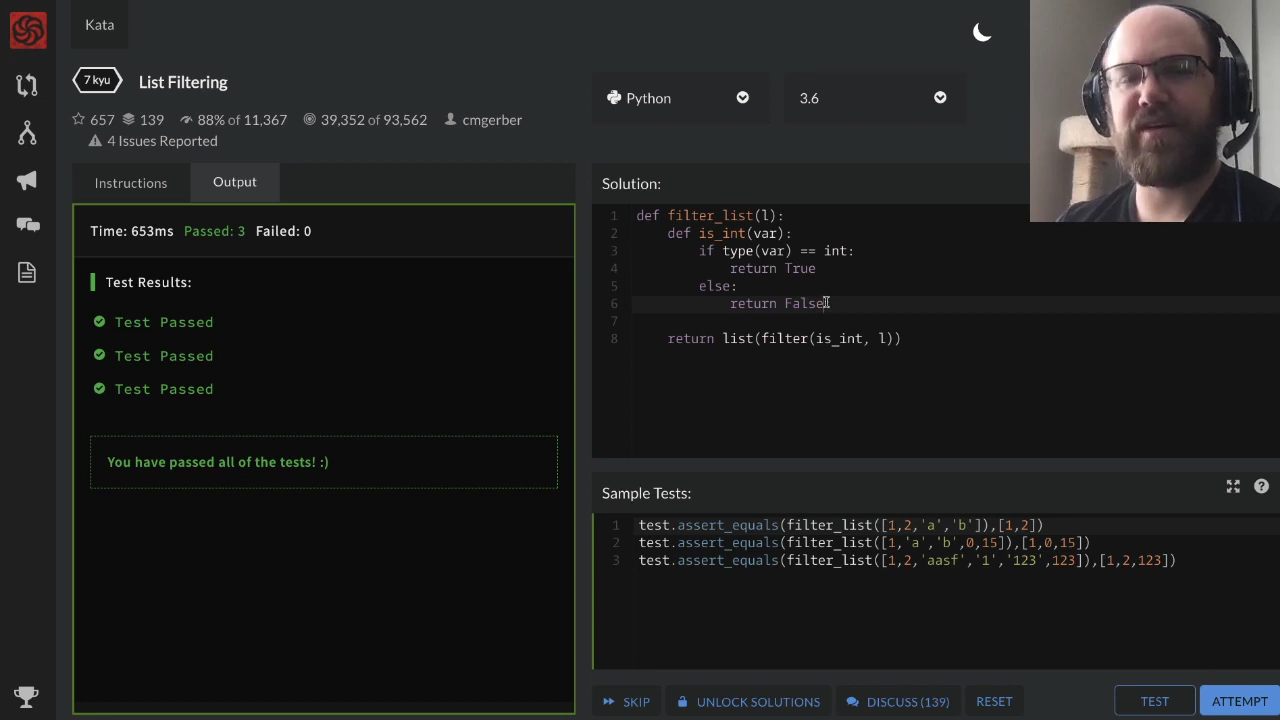 Kata
7 kyu List Filtering
657 139 88% of 11,367 39,352 of 93,562 cmgerber
4 Issues Reported
Python 3.6
Instructions Output
Time: 653ms Passed: 3 Failed: 0
Test Results:
Test Passed
Test Passed
Test Passed
You have passed all of the tests! :)
Solution:
1 def filter_list(l):
2 def is_int(var):
3 if type(var) == int:
4 return True
5 else:
6 return False
7
8 return list(filter(is_int, l))
Sample Tests:
1 test.assert_equals(filter_list([1,2,'a','b']),[1,2])
2 test.assert_equals(filter_list([1,'a','b',0,15]),[1,0,15])
3 test.assert_equals(filter_list([1,2,'aasf','1','123',123]),[1,2,123])
SKIP UNLOCK SOLUTIONS DISCUSS (139) RESET TEST ATTEMPT